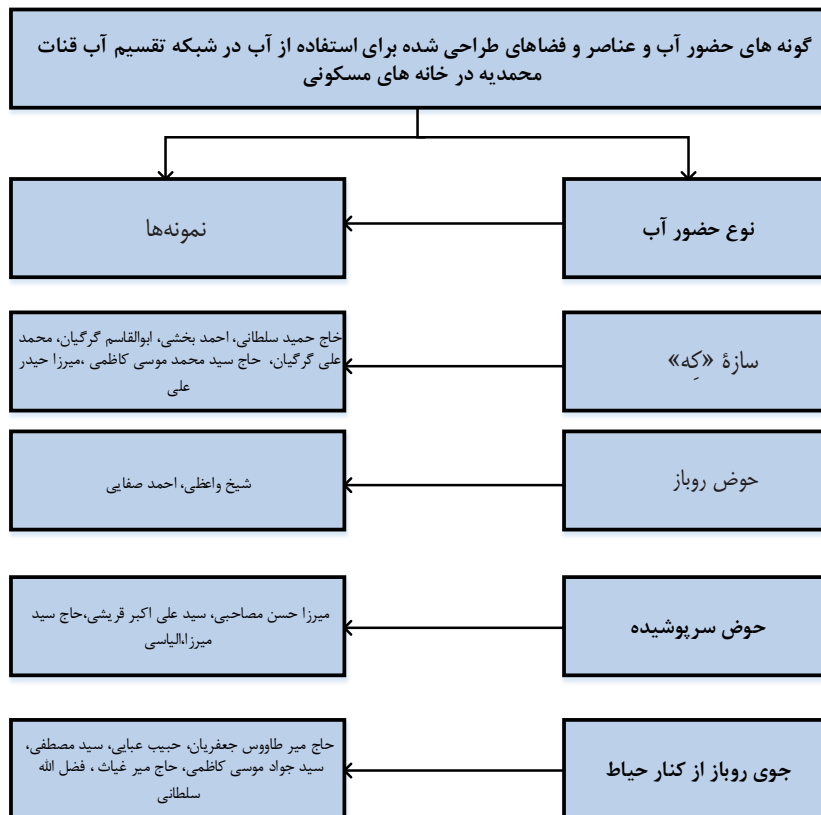 گونه های حضور آب و عناصر و فضاهای طراحی شده برای استفاده از آب در شبکه تقسیم آب قنات
محمدیه در خانه های مسکونی
نوع حضور آب
نمونه‌ها
سازۀ «کِه»
خاج حمید سلطانی، احمد بخشی، ابوالقاسم گرگیان، محمد
علی گرگیان، حاج سید محمد موسی کاظمی ،میرزا حیدر
علی
حوض روباز
شیخ واعظی، احمد صفایی
حوض سرپوشیده
میرزا حسن مصاحبی، سید علی اکبر قریشی،حاج سید
میرزا،الیاسی
جوی روباز از کنار حیاط
حاج میر طاووس جعفریان، حبیب عبایی، سید مصطفی،
سید جواد موسی کاظمی، حاج میر غیاث ، فضل الله
سلطانی